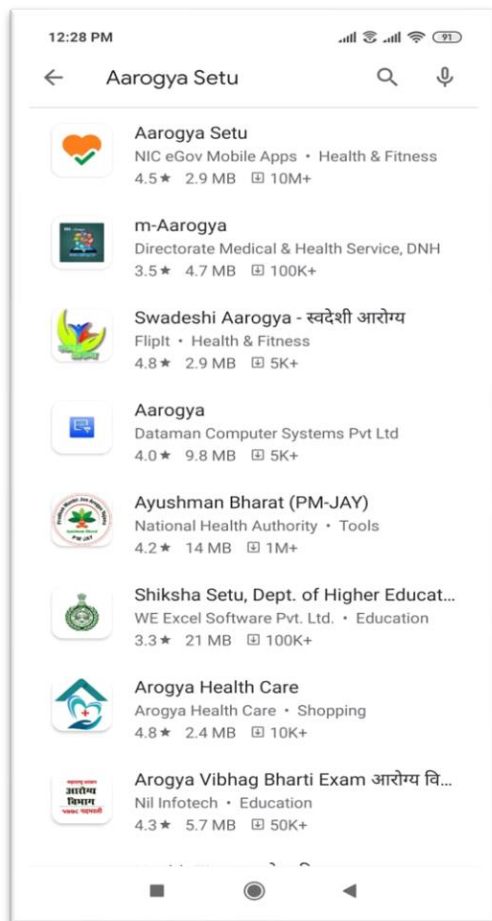 12:28 PM 91
Aarogya Setu
Aarogya Setu
NIC eGov Mobile Apps • Health & Fitness
4.5★ 2.9 MB 10M+
m-Aarogya
Directorate Medical & Health Service, DNH
3.5★ 4.7 MB 100K+
Swadeshi Aarogya - स्वदेशी आरोग्य
FlipIt • Health & Fitness
4.8★ 2.9 MB 5K+
Aarogya
Dataman Computer Systems Pvt Ltd
4.0★ 9.8 MB 5K+
Ayushman Bharat (PM-JAY)
National Health Authority • Tools
4.2★ 14 MB 1M+
PM JAY
Shiksha Setu, Dept. of Higher Educat...
WE Excel Software Pvt. Ltd. • Education
3.3★ 21 MB 100K+
Arogya Health Care
Arogya Health Care • Shopping
4.8★ 2.4 MB 10K+
Arogya Vibhag Bharti Exam आरोग्य वि...
Nil Infotech • Education
4.3★ 5.7 MB 50K+
आरोग्य
विभाग